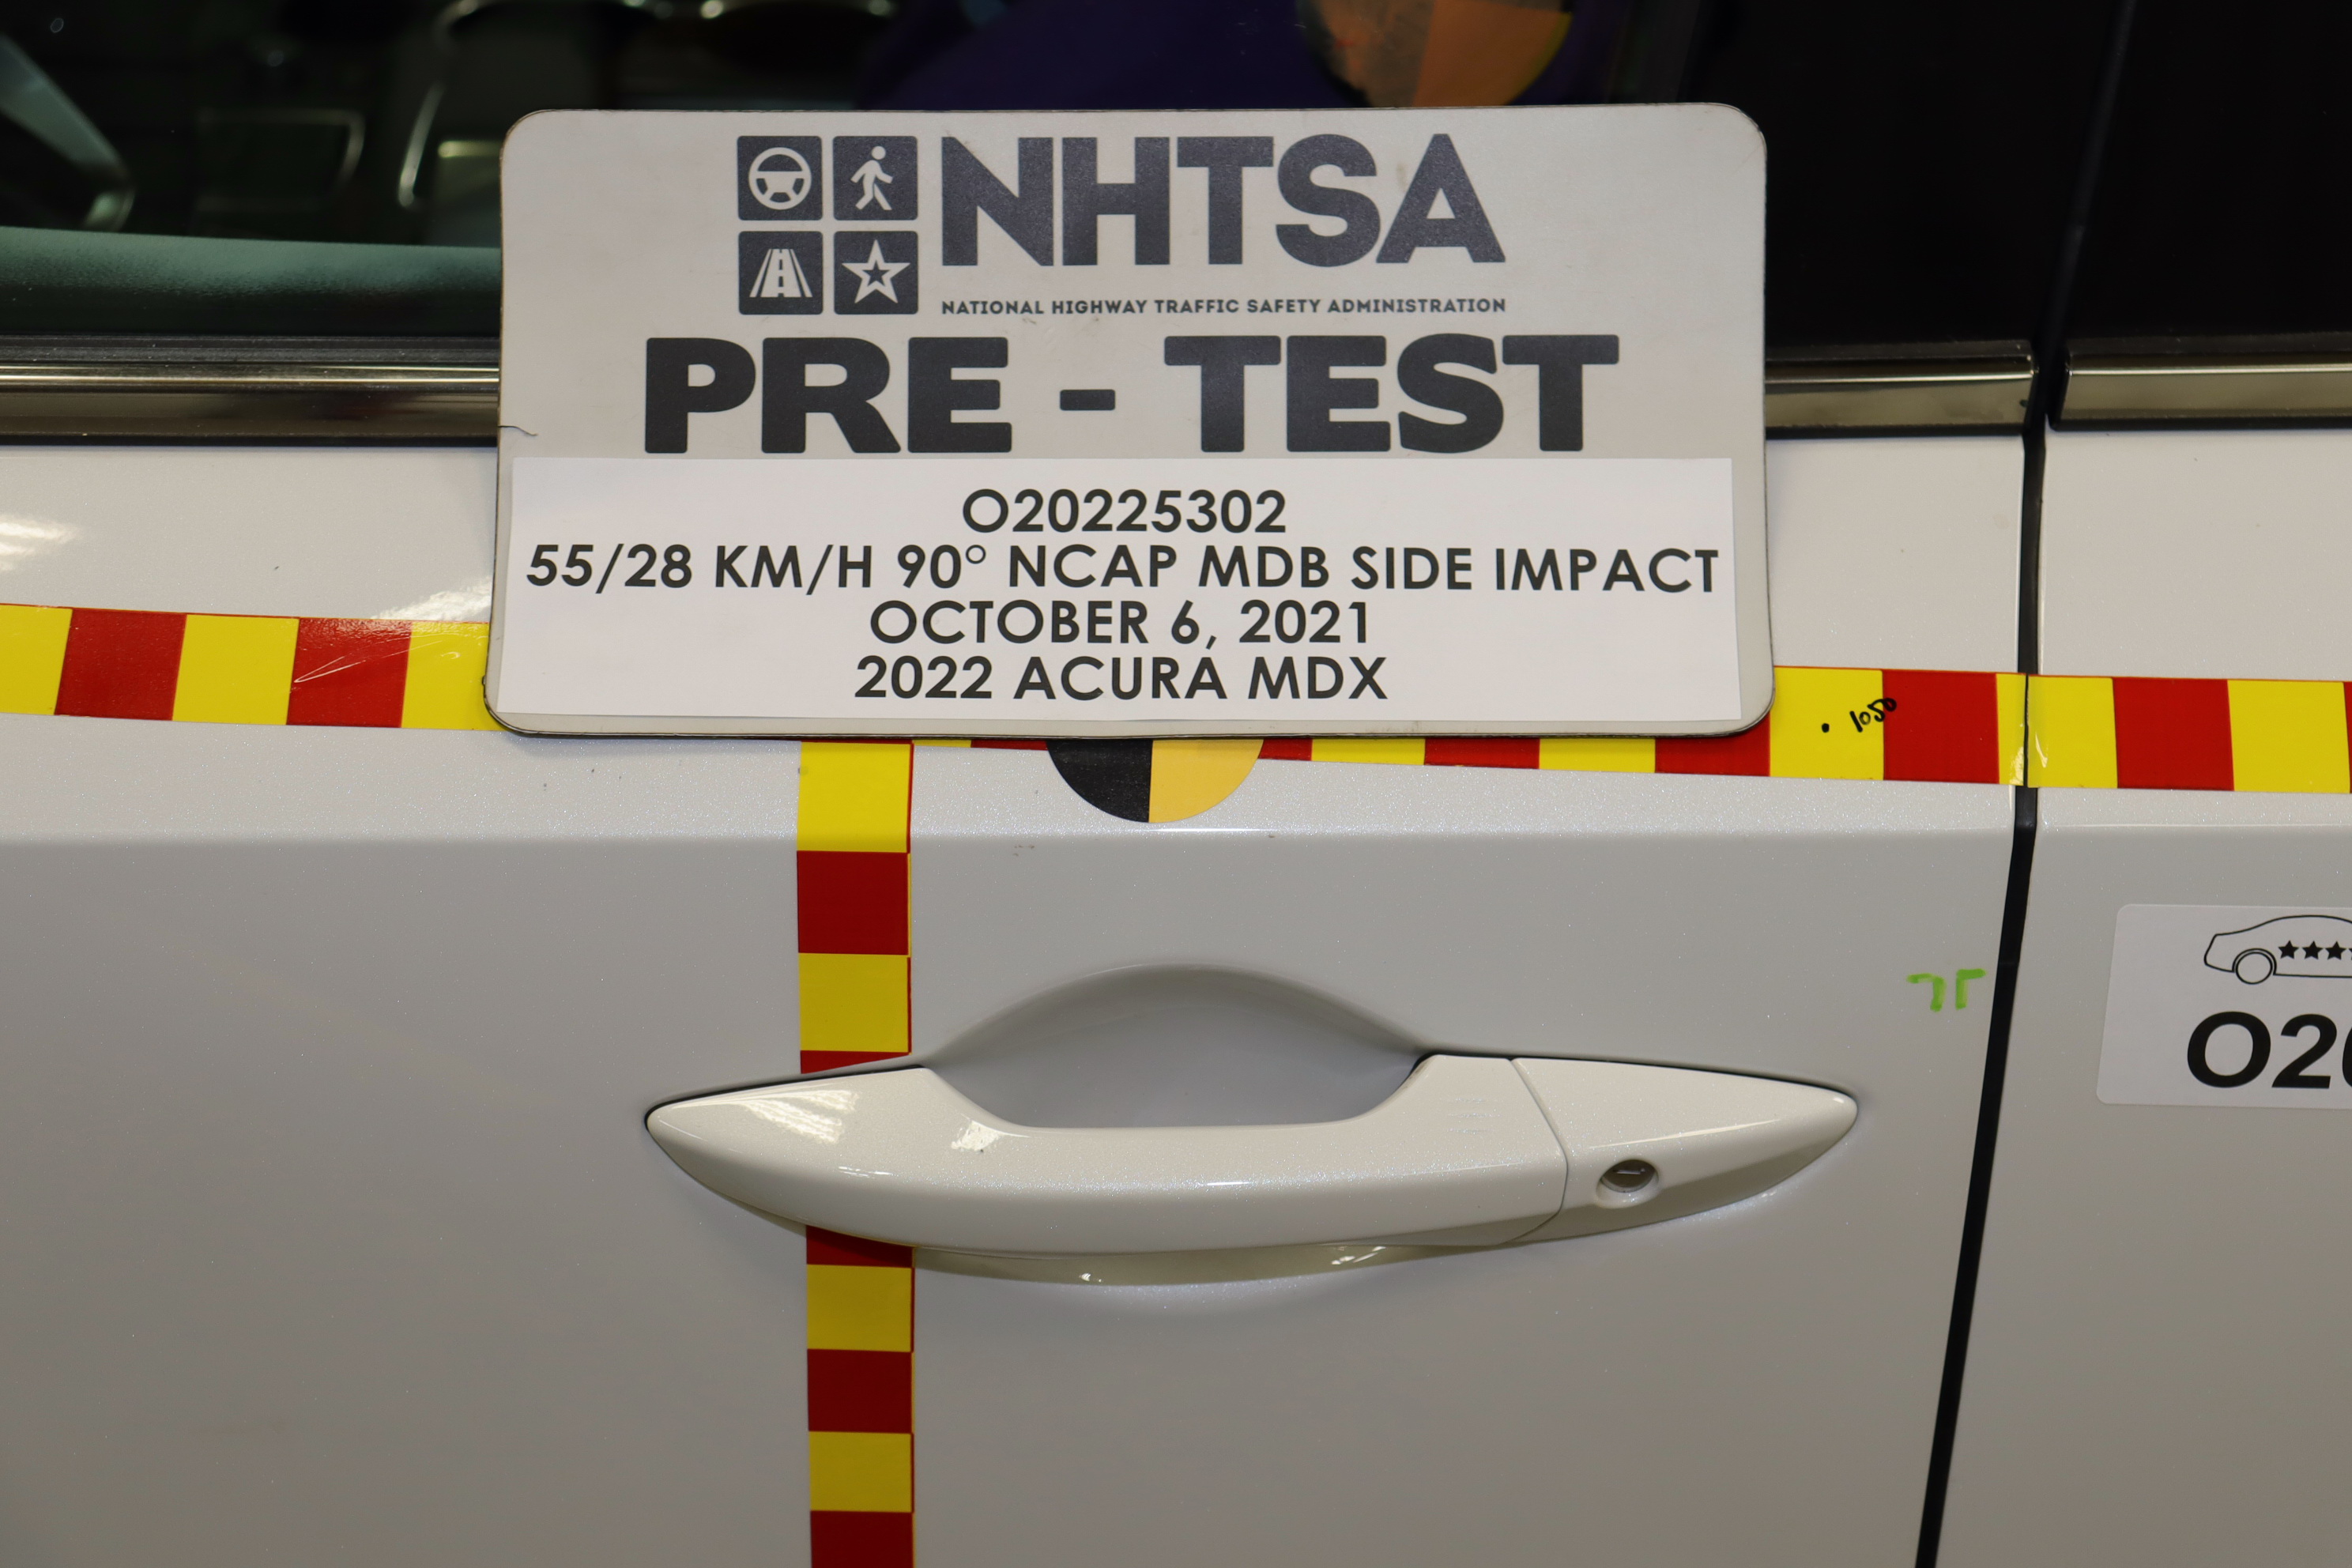 NHTSA
NATIONAL HIGHWAY TRAFFIC SAFETY ADMINISTRATION
PRE - TEST
O20225302
55/28 KM/H 90° NCAP MDB SIDE IMPACT
OCTOBER 6, 2021
2022 ACURA MDX
1050
O20